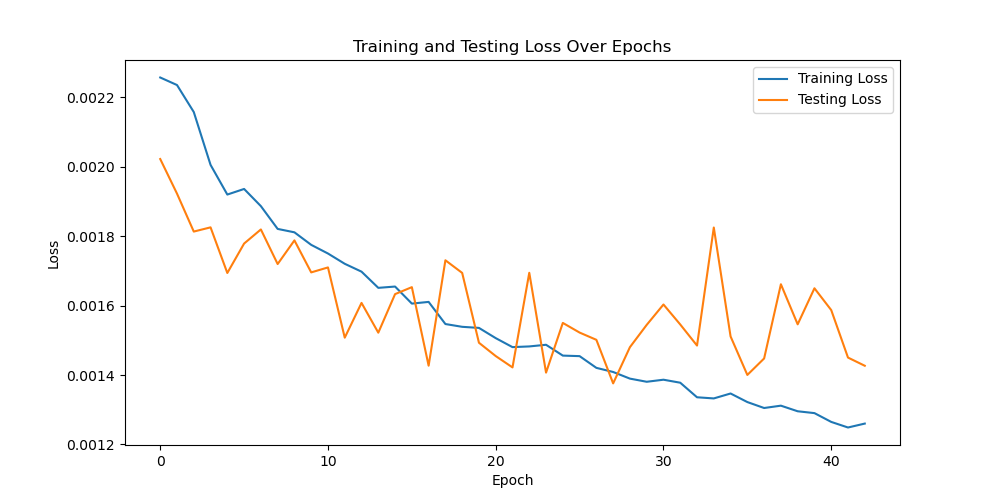 Training and Testing Loss Over Epochs
Training Loss
Testing Loss
0.0022
0.0020
0.0018
0.0016
0.0014
0.0012
Loss
0 10 20 30 40
Epoch